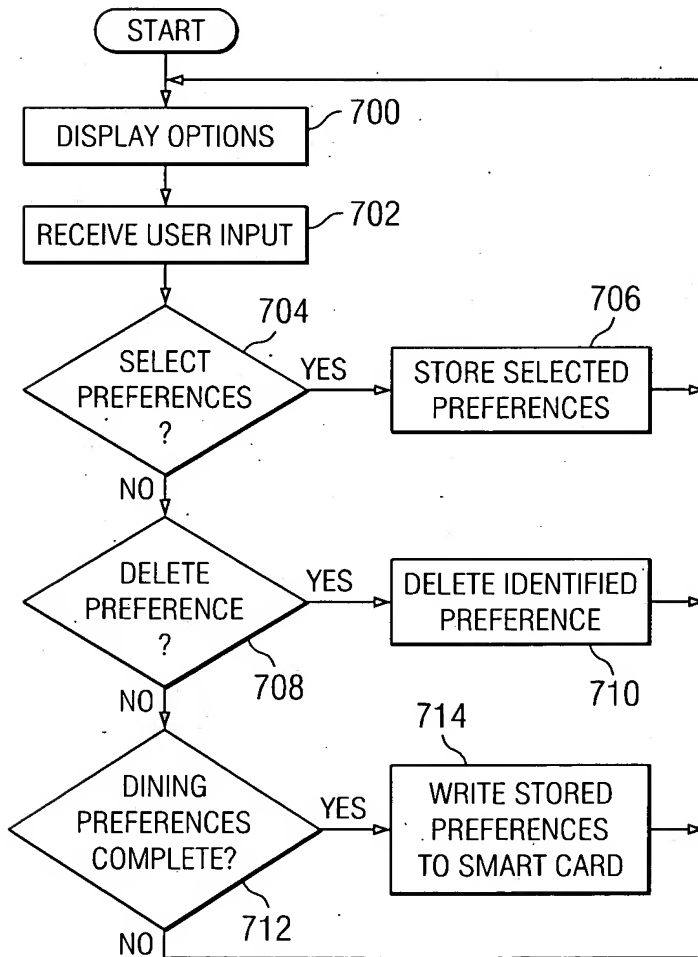 START
700
DISPLAY OPTIONS
702
RECEIVE USER INPUT
704
SELECT
PREFERENCES
?
YES
706
STORE SELECTED
PREFERENCES
NO
DELETE
PREFERENCE
?
YES
708
DELETE IDENTIFIED
PREFERENCE
710
NO
DINING
PREFERENCES
COMPLETE?
YES
712
714
WRITE STORED
PREFERENCES
TO SMART CARD
NO